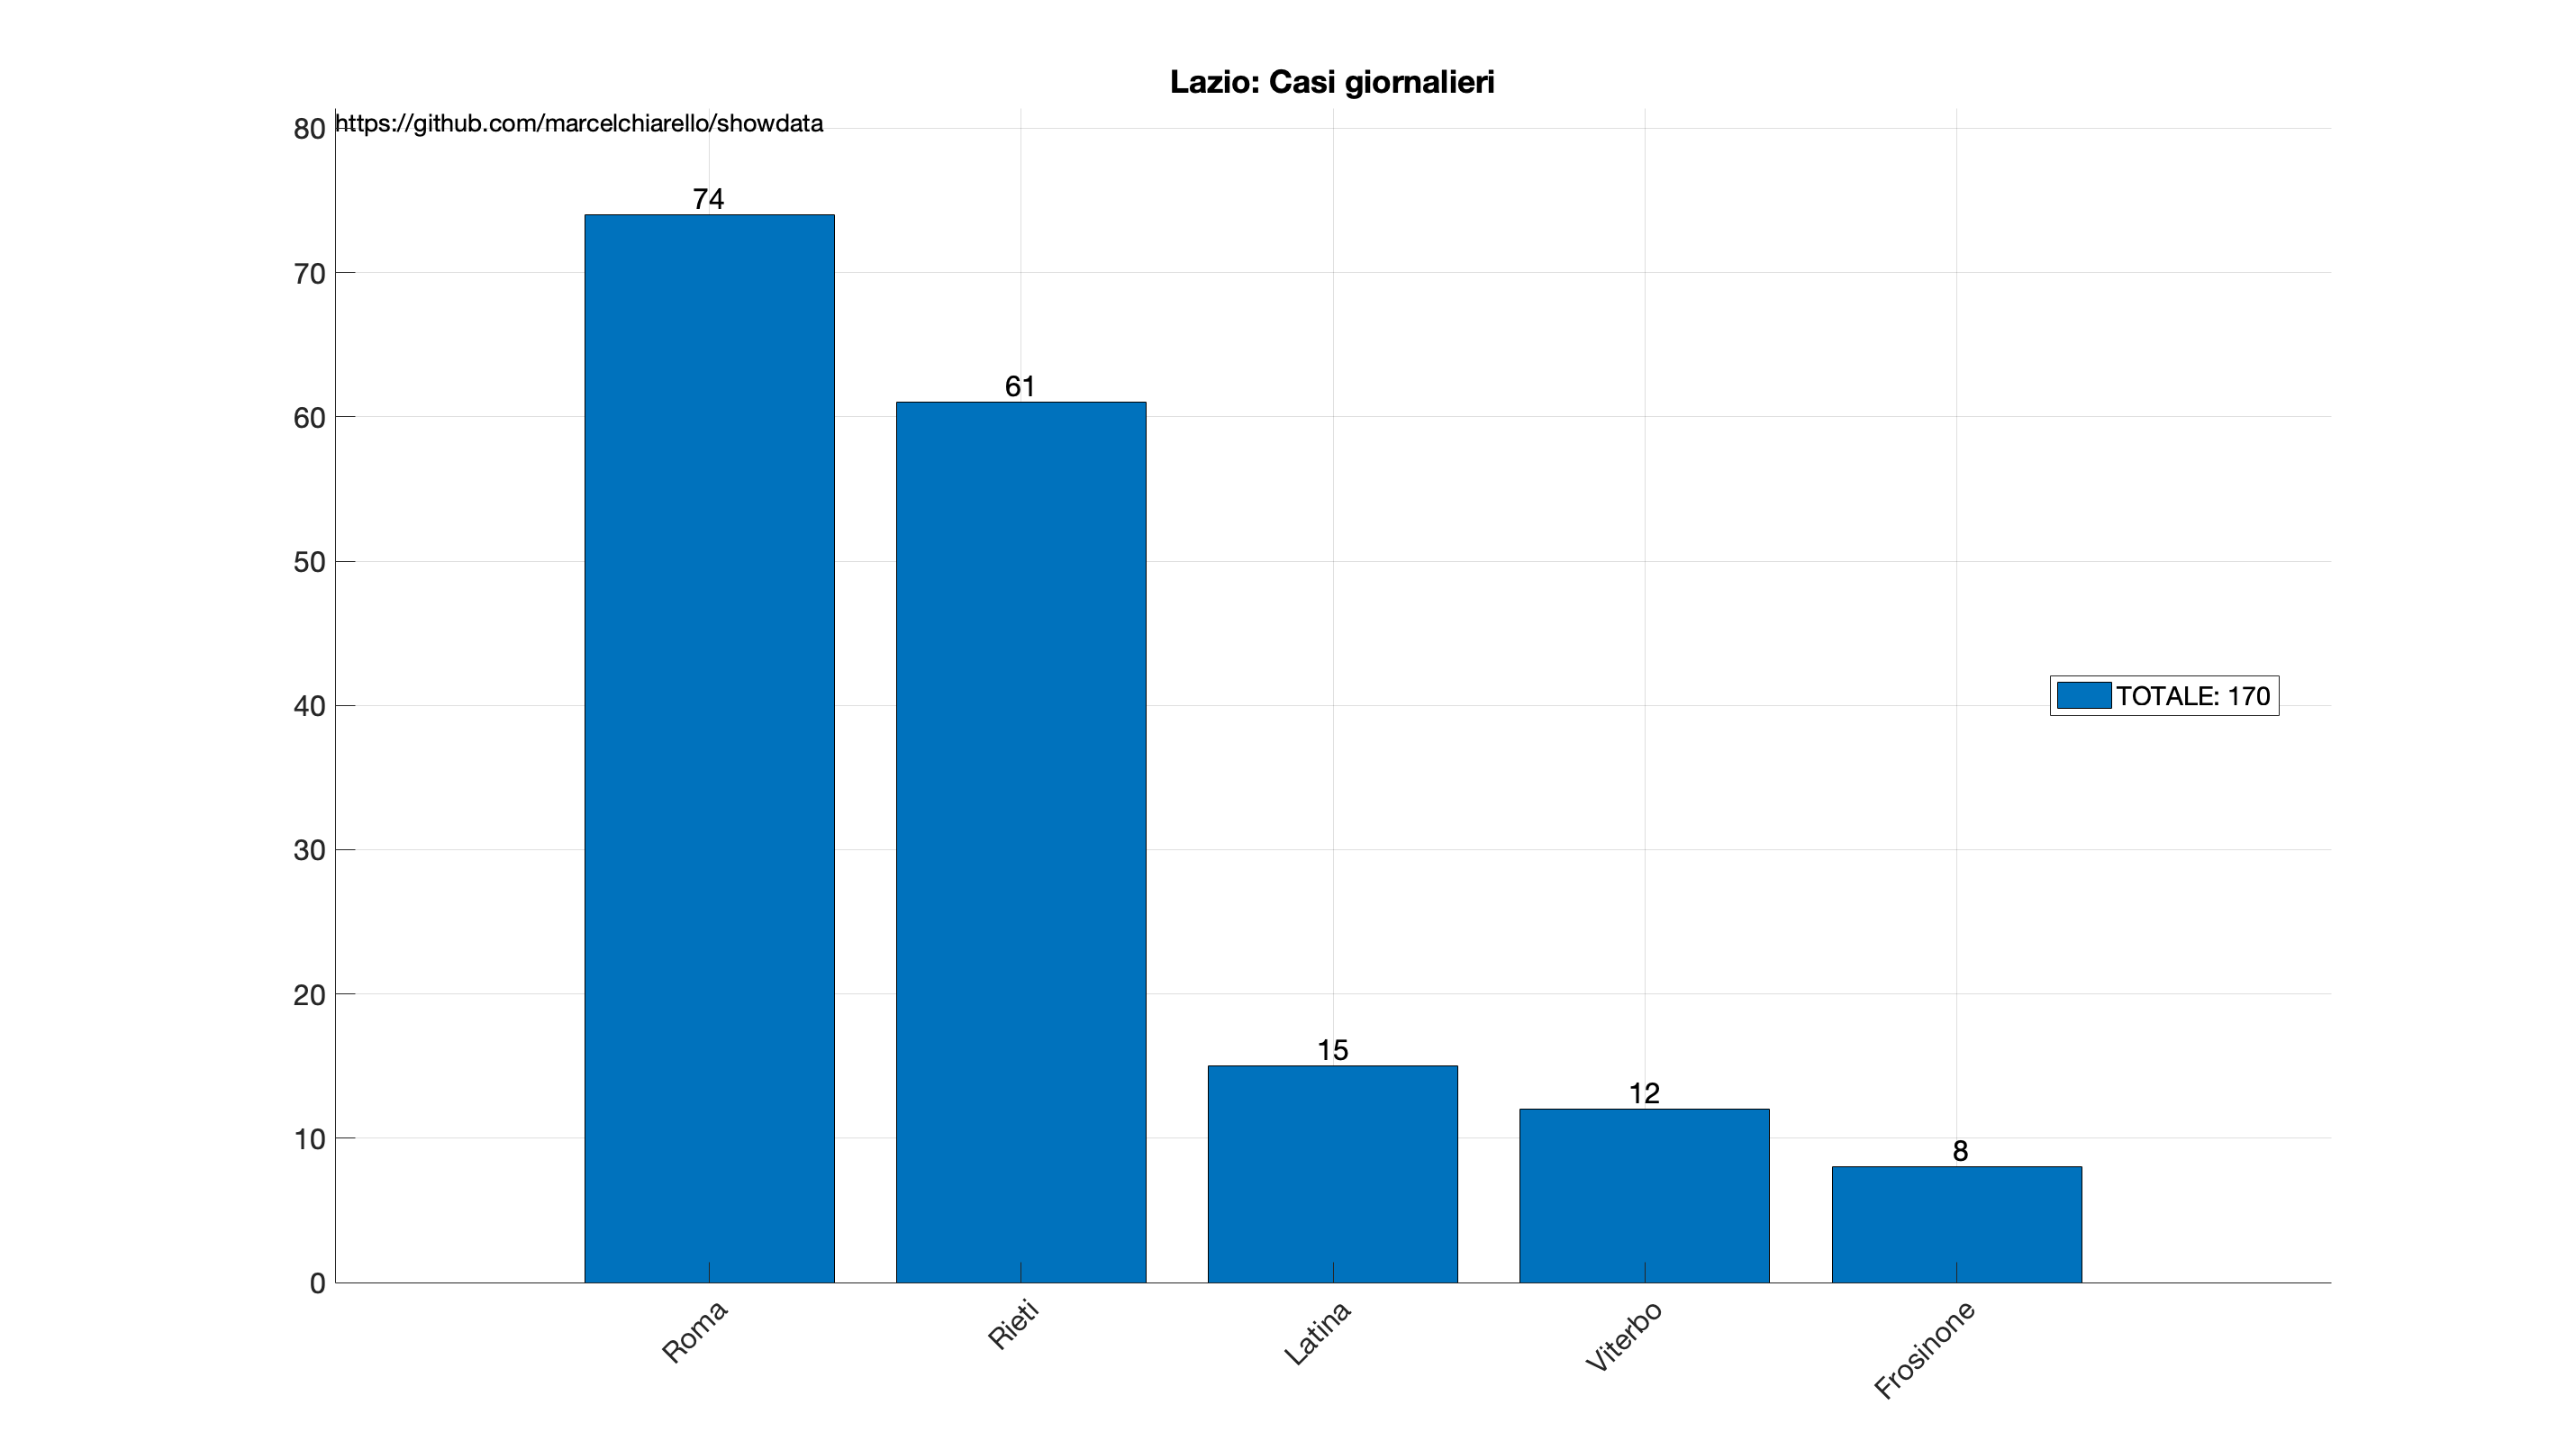 Lazio: Casi giornalieri
https://github.com/marcelchiarello/showdata
80
70
60
50
40
30
20
10
0
74
61
15
12
8
TOTALE: 170
Roma
Rieti
Latina
Viterbo
Frosinone